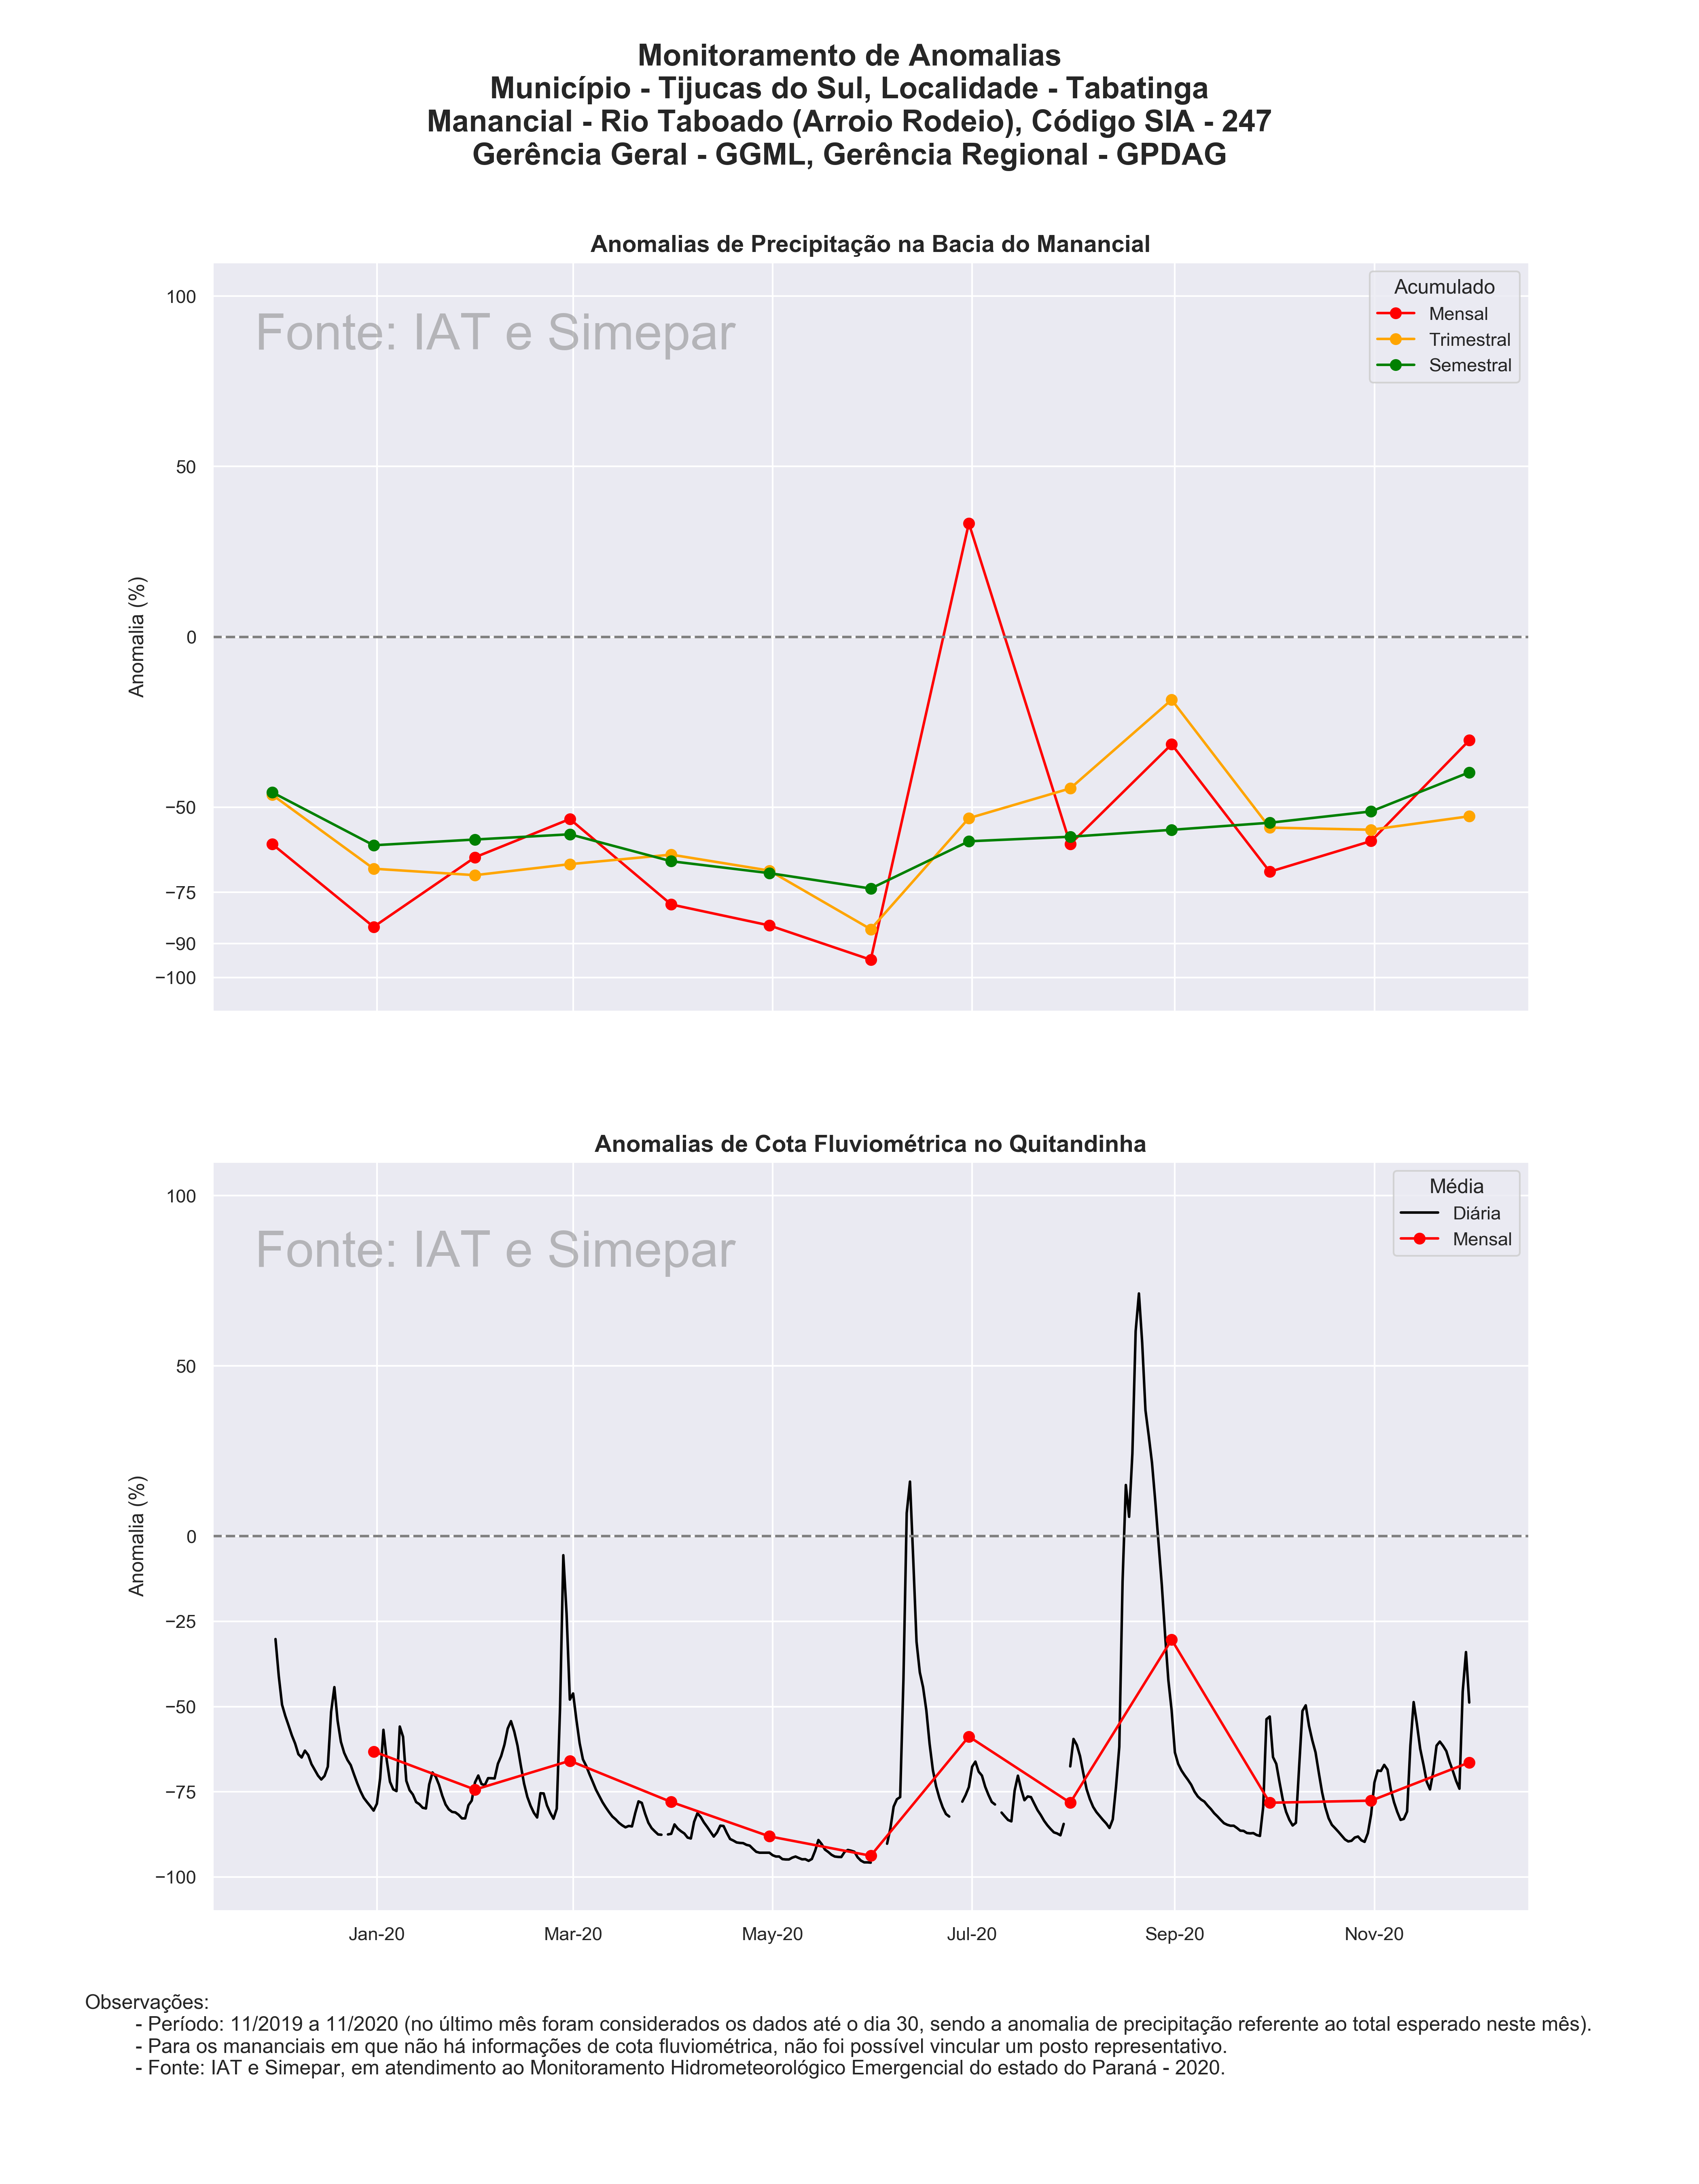 Monitoramento de Anomalias
Município - Tijucas do Sul, Localidade - Tabatinga
Manancial - Rio Taboado (Arroio Rodeio), Código SIA - 247
Gerência Geral - GGML, Gerência Regional - GPDAG
Anomalias de Precipitação na Bacia do Manancial
Fonte: IAT e Simepar
Acumulado
Mensal
Trimestral
Semestral
Anomalia (%)
100
50
0
−50
−75
−90
−100
Anomalias de Cota Fluviométrica no Quitandinha
Fonte: IAT e Simepar
Média
Diária
Mensal
Anomalia (%)
100
50
0
−25
−50
−75
−100
Jan-20 Mar-20 May-20 Jul-20 Sep-20 Nov-20
Observações:
- Período: 11/2019 a 11/2020 (no último mês foram considerados os dados até o dia 30, sendo a anomalia de precipitação referente ao total esperado neste mês).
- Para os mananciais em que não há informações de cota fluviométrica, não foi possível vincular um posto representativo.
- Fonte: IAT e Simepar, em atendimento ao Monitoramento Hidrometeorológico Emergencial do estado do Paraná - 2020.